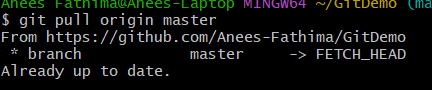 Anees Fathima@Anees-Laptop MINGW64 ~/GitDemo (ma
$ git pull origin master
From https://github.com/Anees-Fathima/GitDemo
 * branch            master     -> FETCH_HEAD
Already up to date.